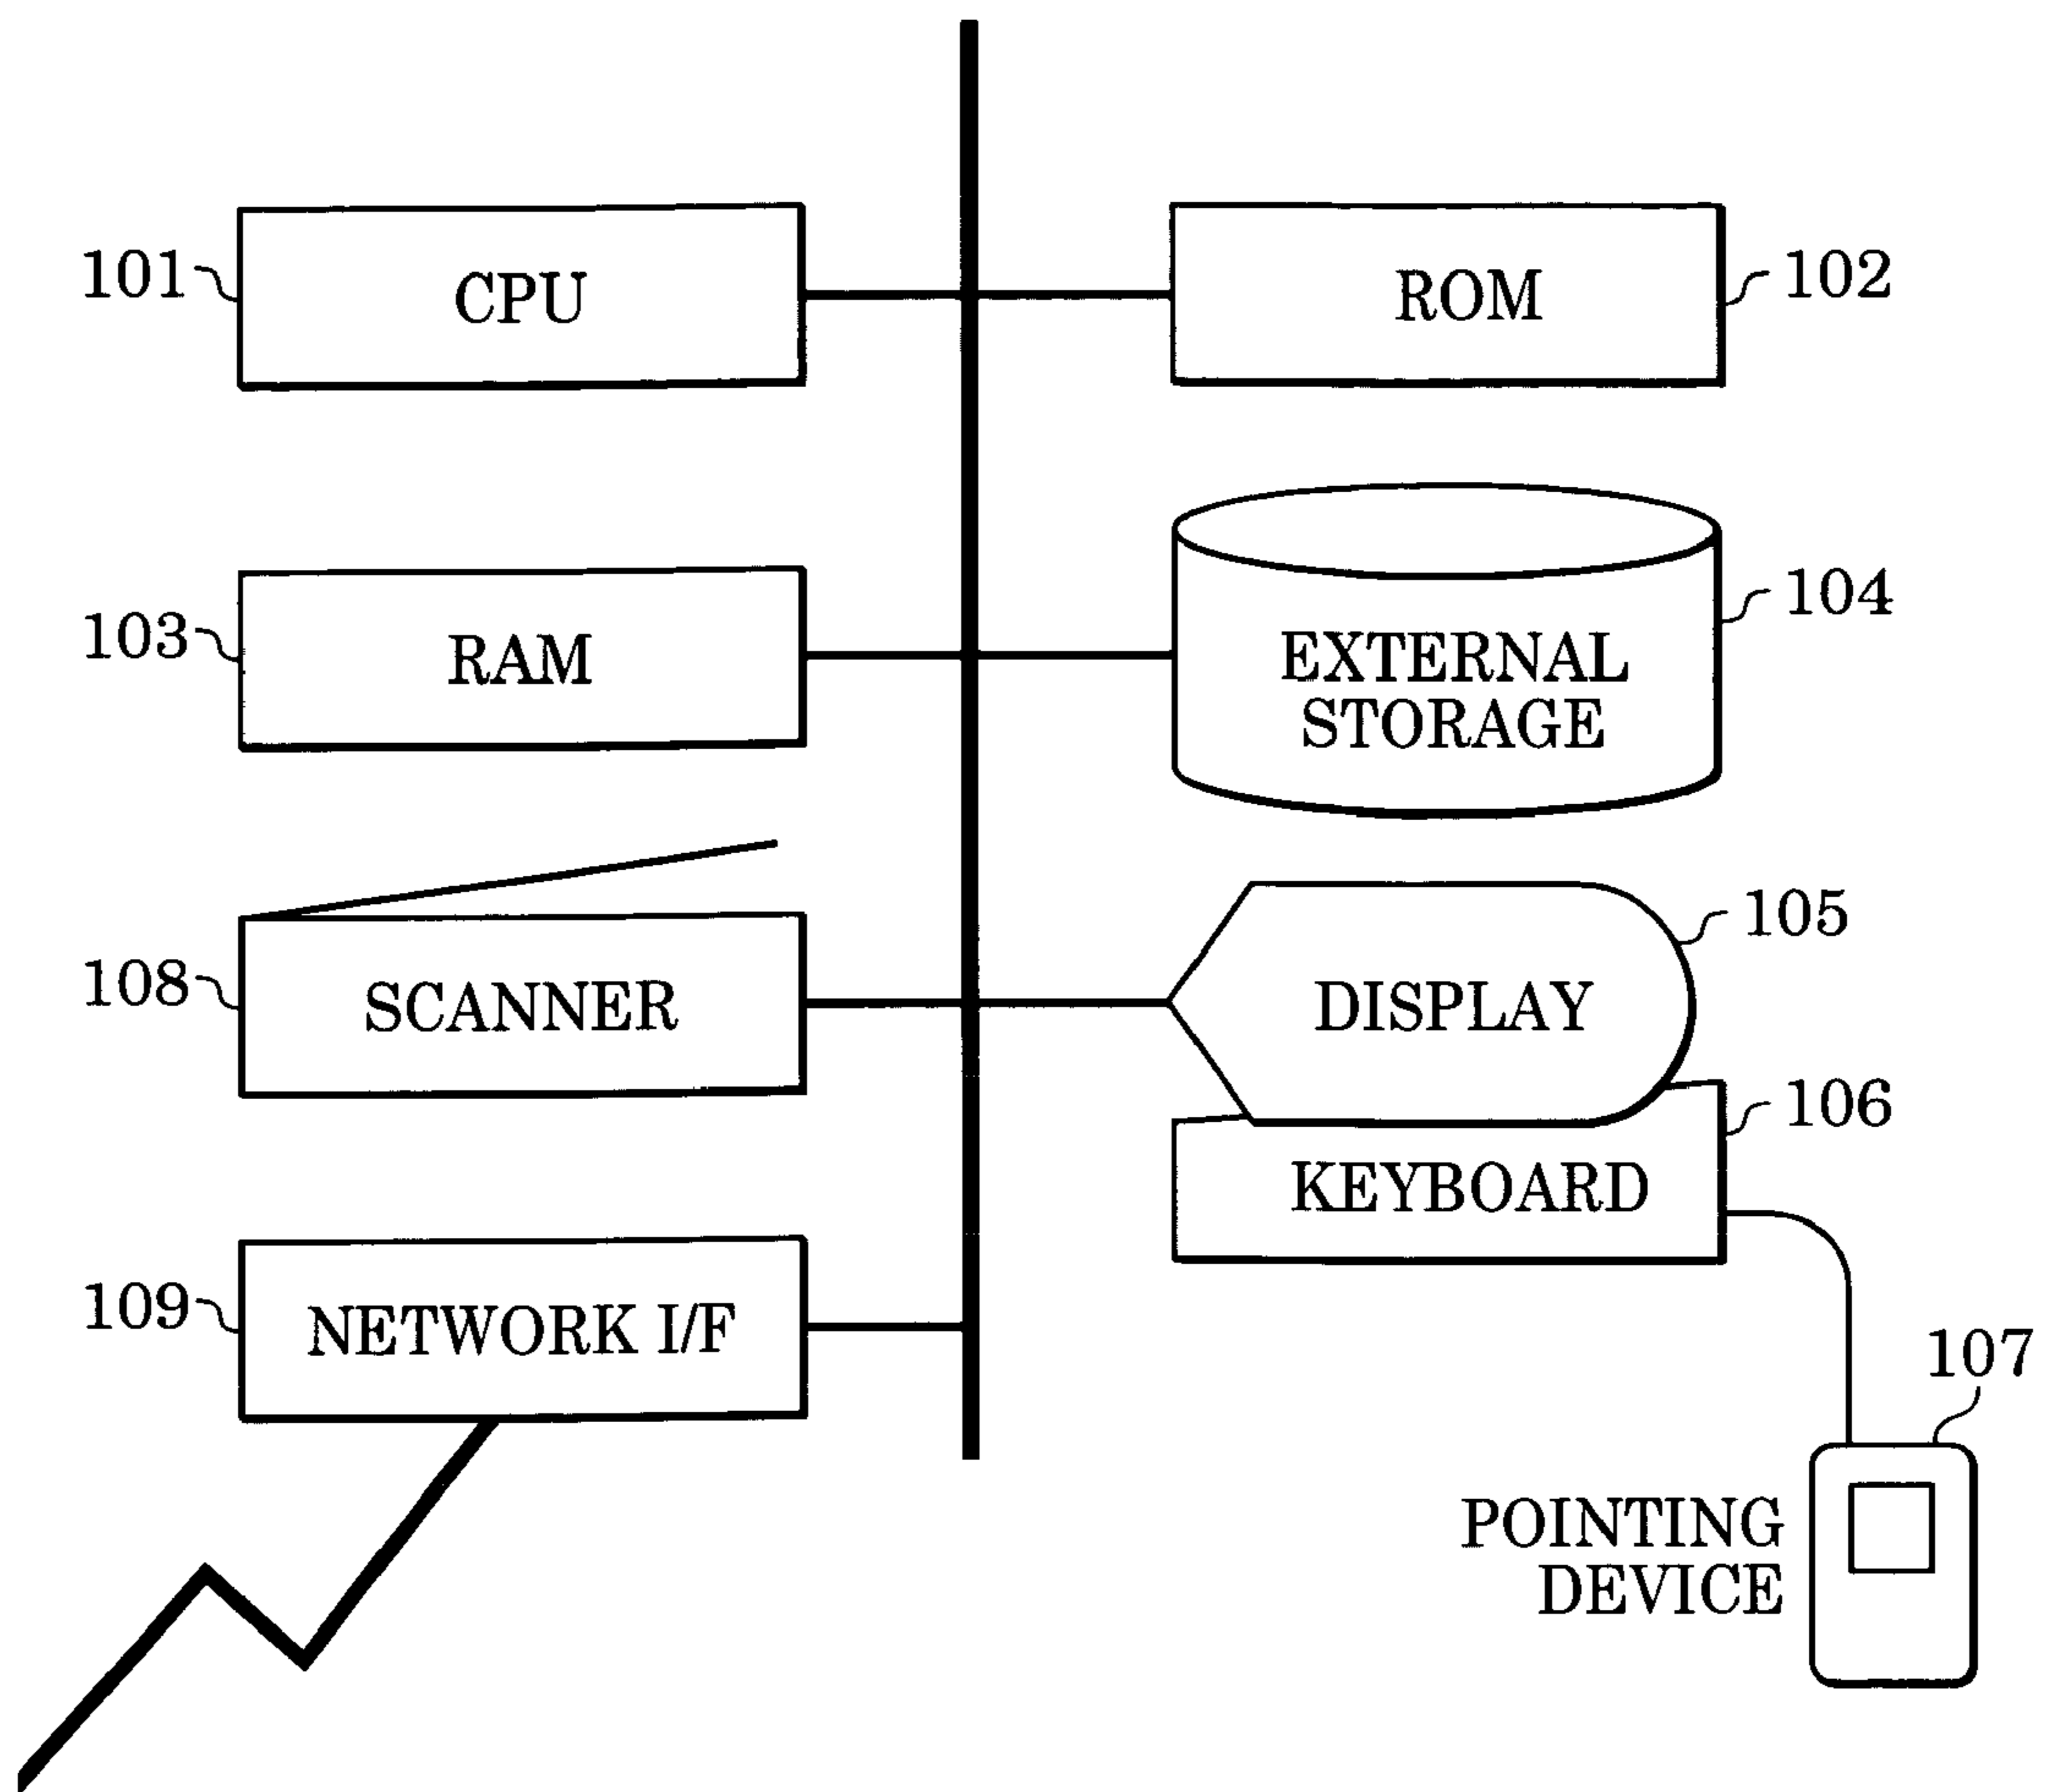 101
CPU
ROM
102
103
RAM
104
EXTERNAL
STORAGE
108
SCANNER
105
DISPLAY
106
KEYBOARD
109
NETWORK I/F
107
POINTING
DEVICE